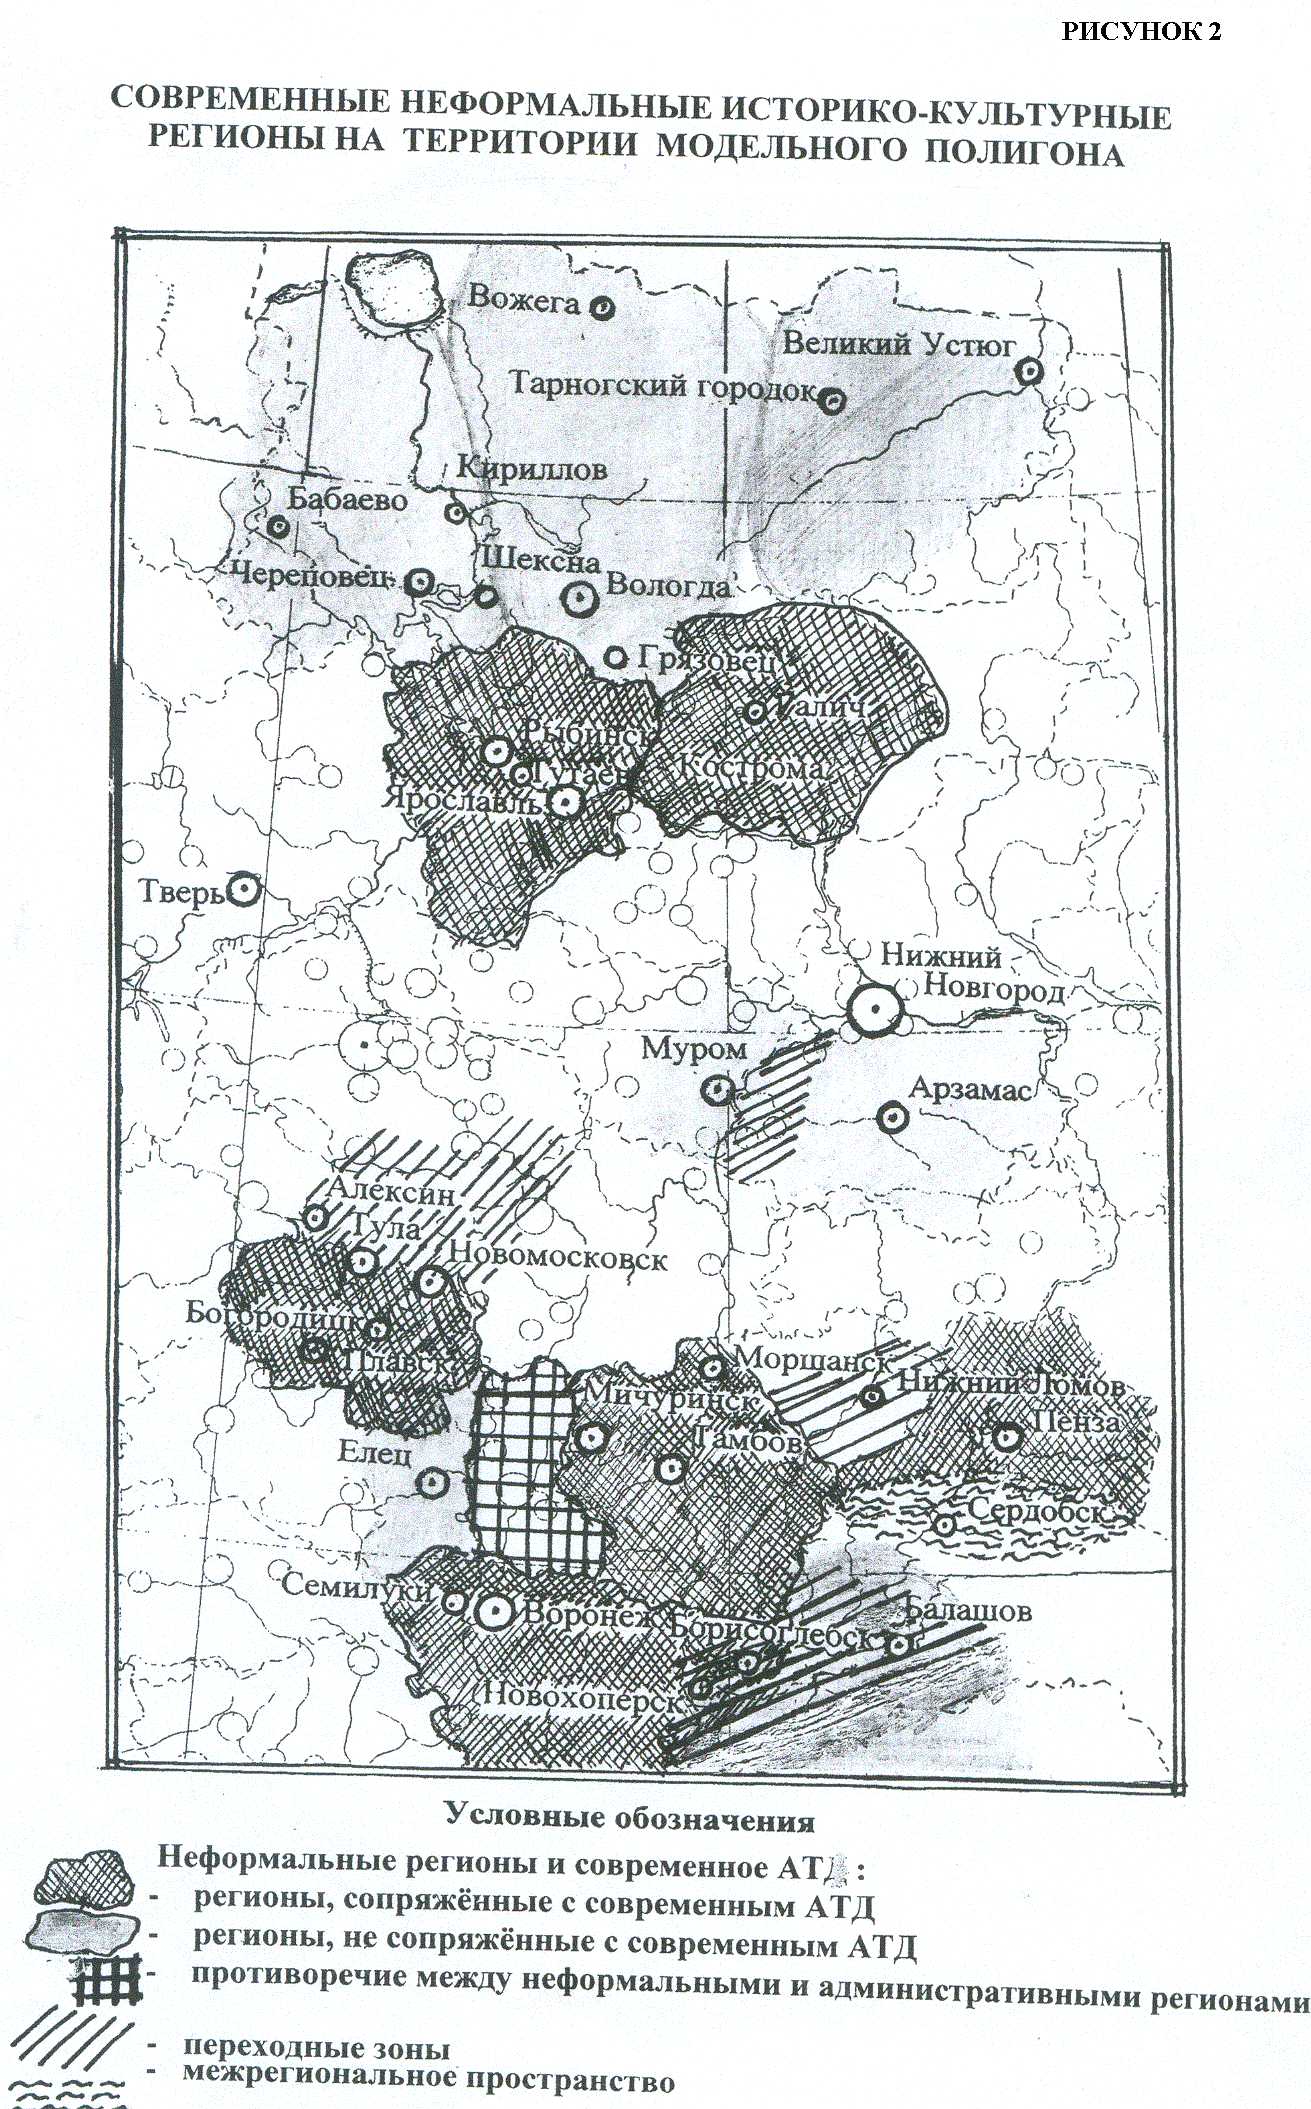 РИСУНОК 2
СОВРЕМЕННЫЕ НЕФОРМАЛЬНЫЕ ИСТОРИКО-КУЛЬТУРНЫЕ
РЕГИОНЫ НА ТЕРРИТОРИИ МОДЕЛЬНОГО ПОЛИГОНА
Вожега
Великий Устюг
Тарногский городок
Кириллов
Бабаево
Шексна
Череповец
Вологда
Грязовец
Галич
Рыбинск
Тутаев
Кострома
Ярославль
Тверь
Нижний
Новгород
Муром
Арзамас
Алексин
Тула
Новомосковск
Богородицк
Плавск
Моршанск
Нижний Ломов
Мичуринск
Пенза
Тамбов
Елец
Сердобск
Семилуки
Воронеж
Борисоглебск
Балашов
Новохоперск
Условные обозначения
Неформальные регионы и современное АТД :
- регионы, сопряжённые с современным АТД
- регионы, не сопряжённые с современным АТД
- противоречие между неформальными и административными регионами
- переходные зоны
- межрегиональное пространство